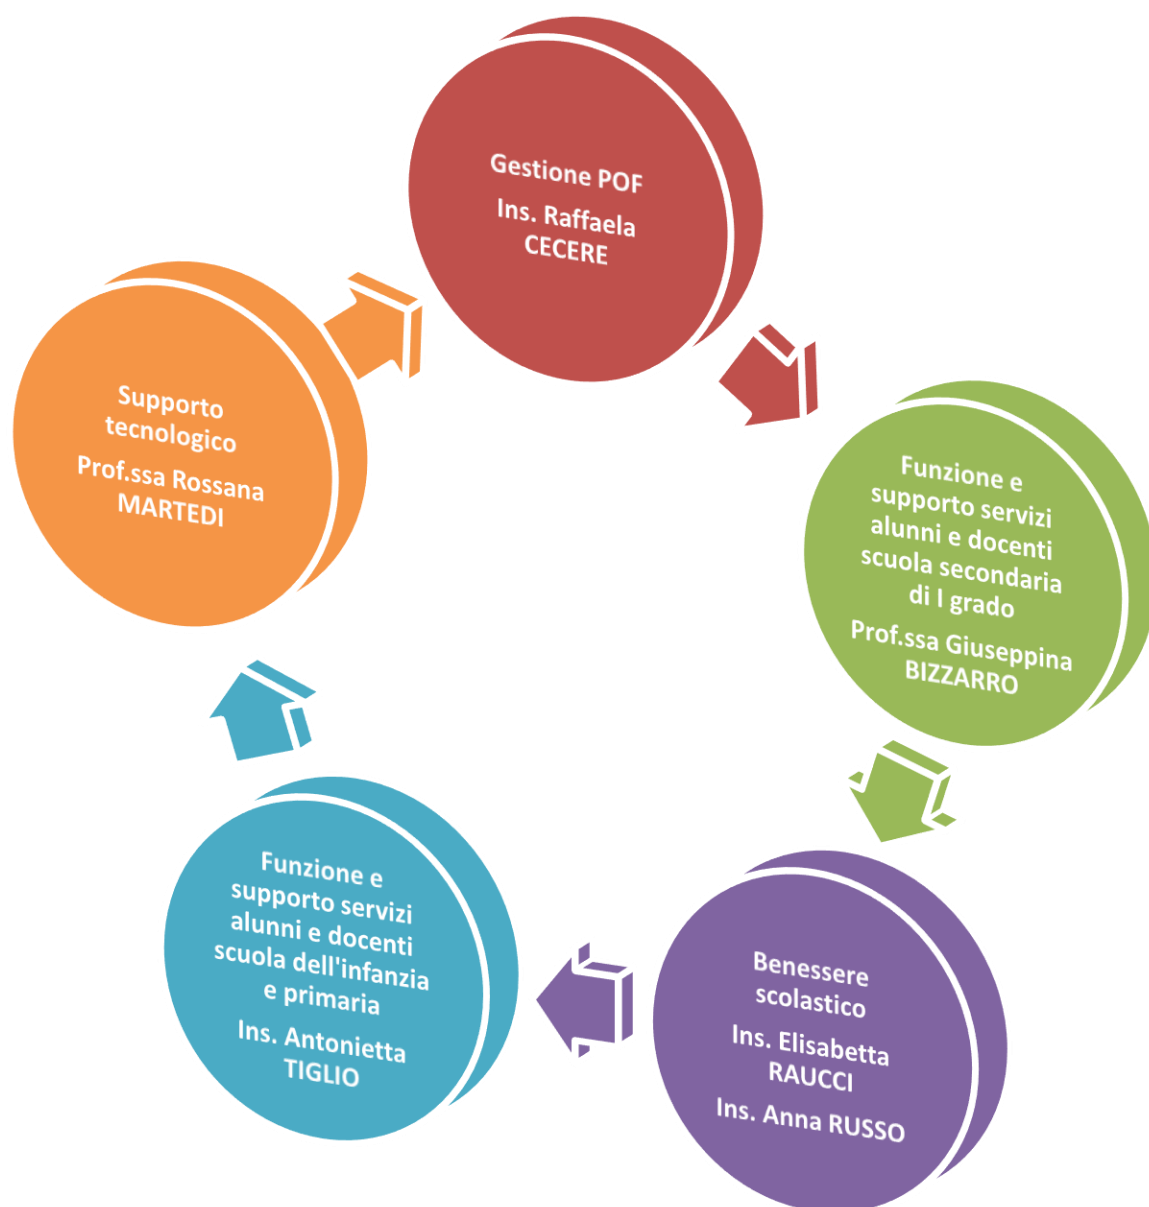 Gestione POF
Ins. Raffaela
CECERE
Funzione e
supporto servizi
alunni e docenti
scuola secondaria
di I grado
Prof.ssa Giuseppina
BIZZARRO
Benessere
scolastico
Ins. Elisabetta
RAUCCI
Ins. Anna RUSSO
Funzione e
supporto servizi
alunni e docenti
scuola dell'infanzia
e primaria
Ins. Antonietta
TIGLIO
Supporto
tecnologico
Prof.ssa Rossana
MARTEDI